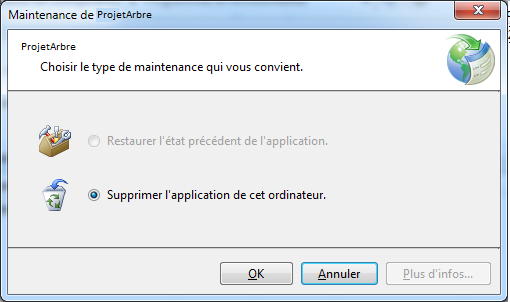 Maintenance de ProjetArbre
ProjetArbre
Choisir le type de maintenance qui vous convient.
Restaurer l'état précédent de l'application.
Supprimer l'application de cet ordinateur.
OK Annuler Plus d'infos...